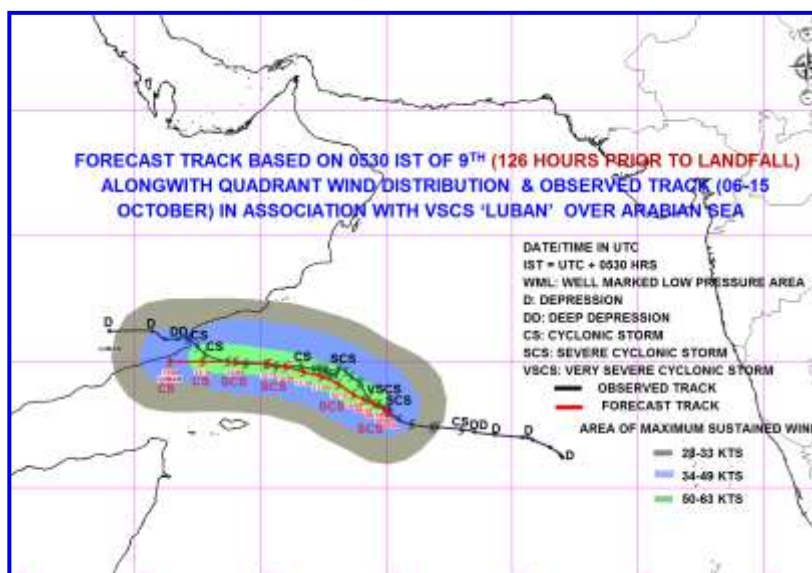 FORECAST TRACK BASED ON 0530 IST OF 9TH (126 HOURS PRIOR TO LANDFALL)
ALONGWITH QUADRANT WIND DISTRIBUTION & OBSERVED TRACK (06-15
OCTOBER) IN ASSOCIATION WITH VSCS ‘LUBAN’ OVER ARABIAN SEA
DATE/TIME IN UTC
IST = UTC + 0530 HRS
WML: WELL MARKED LOW PRESSURE AREA
D: DEPRESSION
DD: DEEP DEPRESSION
CS: CYCLONIC STORM
SCS: SEVERE CYCLONIC STORM
VSCS: VERY SEVERE CYCLONIC STORM
OBSERVED TRACK
FORECAST TRACK
AREA OF MAXIMUM SUSTAINED WIND
28-33 KTS
34-49 KTS
50-63 KTS
D
D
DD
CS
CS
CS
SCS
VSCS
SCS
CS
DD
D
D
D
CS
CS
SCS
SCS
SCS
SCS